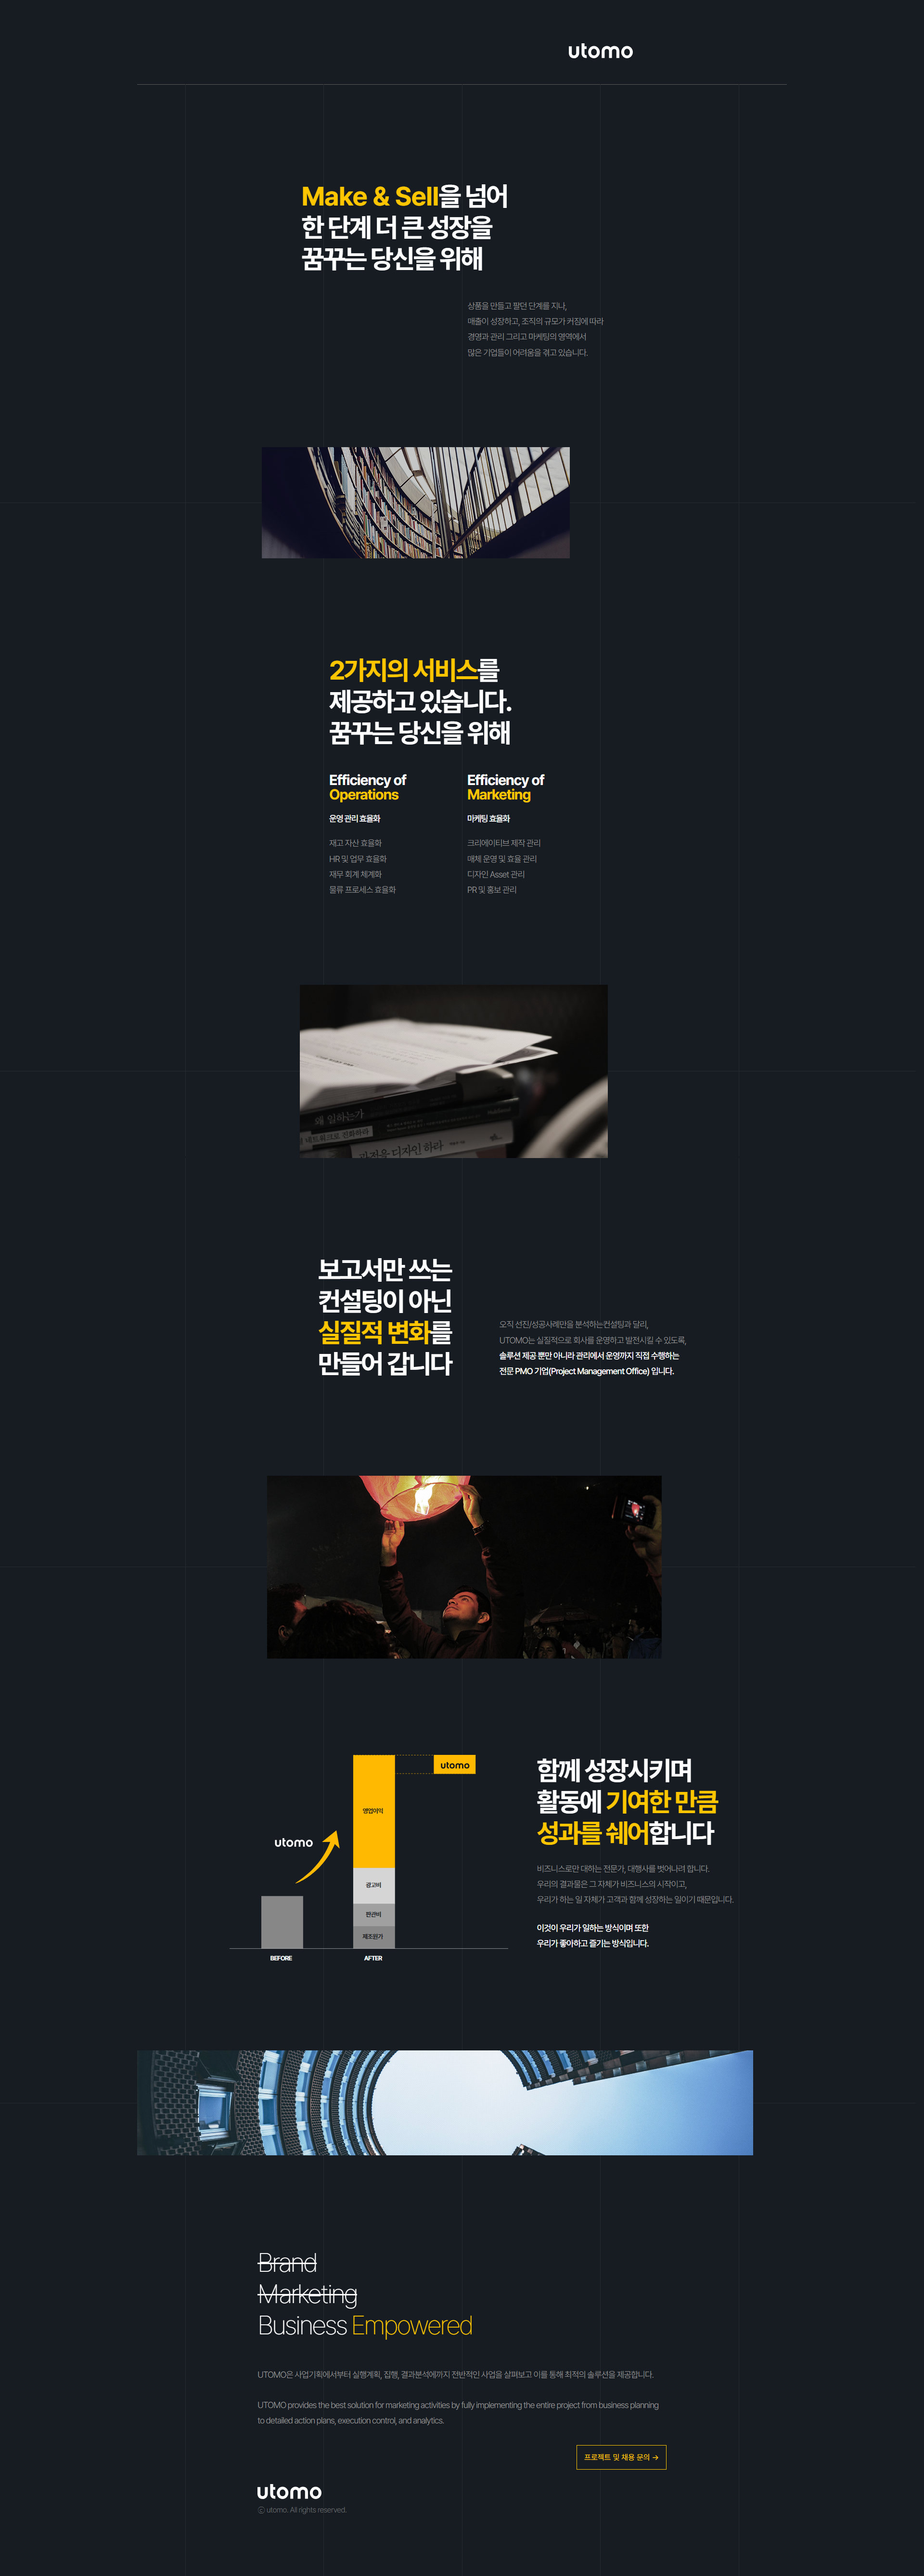 utomo
Make & Sell을 넘어
한 단계 더 큰 성장을
꿈꾸는 당신을 위해
상품을 만들고 팔던 단계를 지나,
매출이 성장하고, 조직의 규모가 커짐에 따라
경영과 관리 그리고 마케팅의 영역에서
많은 기업들이 어려움을 겪고 있습니다.
2가지의 서비스를
제공하고 있습니다.
꿈꾸는 당신을 위해
Efficiency of
Operations
운영 관리 효율화
재고 자산 효율화
HR 및 업무 효율화
재무 회계 체계화
물류 프로세스 효율화
Efficiency of
Marketing
마케팅 효율화
크리에이티브 제작 관리
매체 운영 및 효율 관리
디자인 Asset 관리
PR 및 홍보 관리
왜 일하는가
네트워크로 전화하라
디자인 하라
보고서만 쓰는
컨설팅이 아닌
실질적 변화를
만들어 갑니다
오직 선진/성공사례만을 분석하는컨설팅과 달리,
UTOMO는 실질적으로 회사를 운영하고 발전시킬 수 있도록,
솔루션 제공 뿐만 아니라 관리에서 운영까지 직접 수행하는
전문 PMO 기업(Project Management Office) 입니다.
utomo
영업이익
utomo
광고비
판관비
제조원가
BEFORE
AFTER
함께 성장시키며
활동에 기여한 만큼
성과를 쉐어합니다
비즈니스로만 대하는 전문가, 대행사를 벗어나려 합니다.
우리의 결과물은 그 자체가 비즈니스의 시작이고,
우리가 하는 일 자체가 고객과 함께 성장하는 일이기 때문입니다.
이것이 우리가 일하는 방식이며 또한
우리가 좋아하고 즐기는 방식입니다.
Brand
Marketing
Business Empowered
UTOMO은 사업기획에서부터 실행계획, 집행, 결과분석에까지 전반적인 사업을 살펴보고 이를 통해 최적의 솔루션을 제공합니다.
UTOMO provides the best solution for marketing activities by fully implementing the entire project from business planning
to detailed action plans, execution control, and analytics.
프로젝트 및 채용 문의 →
utomo
ⓒ utomo. All rights reserved.